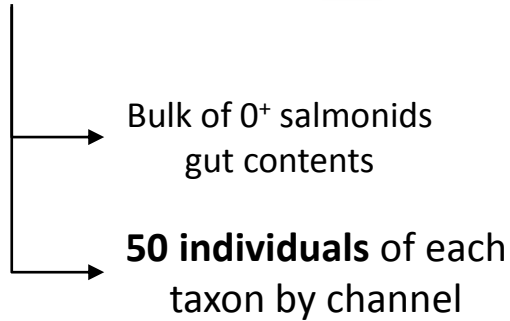 Bulk of 0⁺ salmonids
gut contents
50 individuals of each
taxon by channel